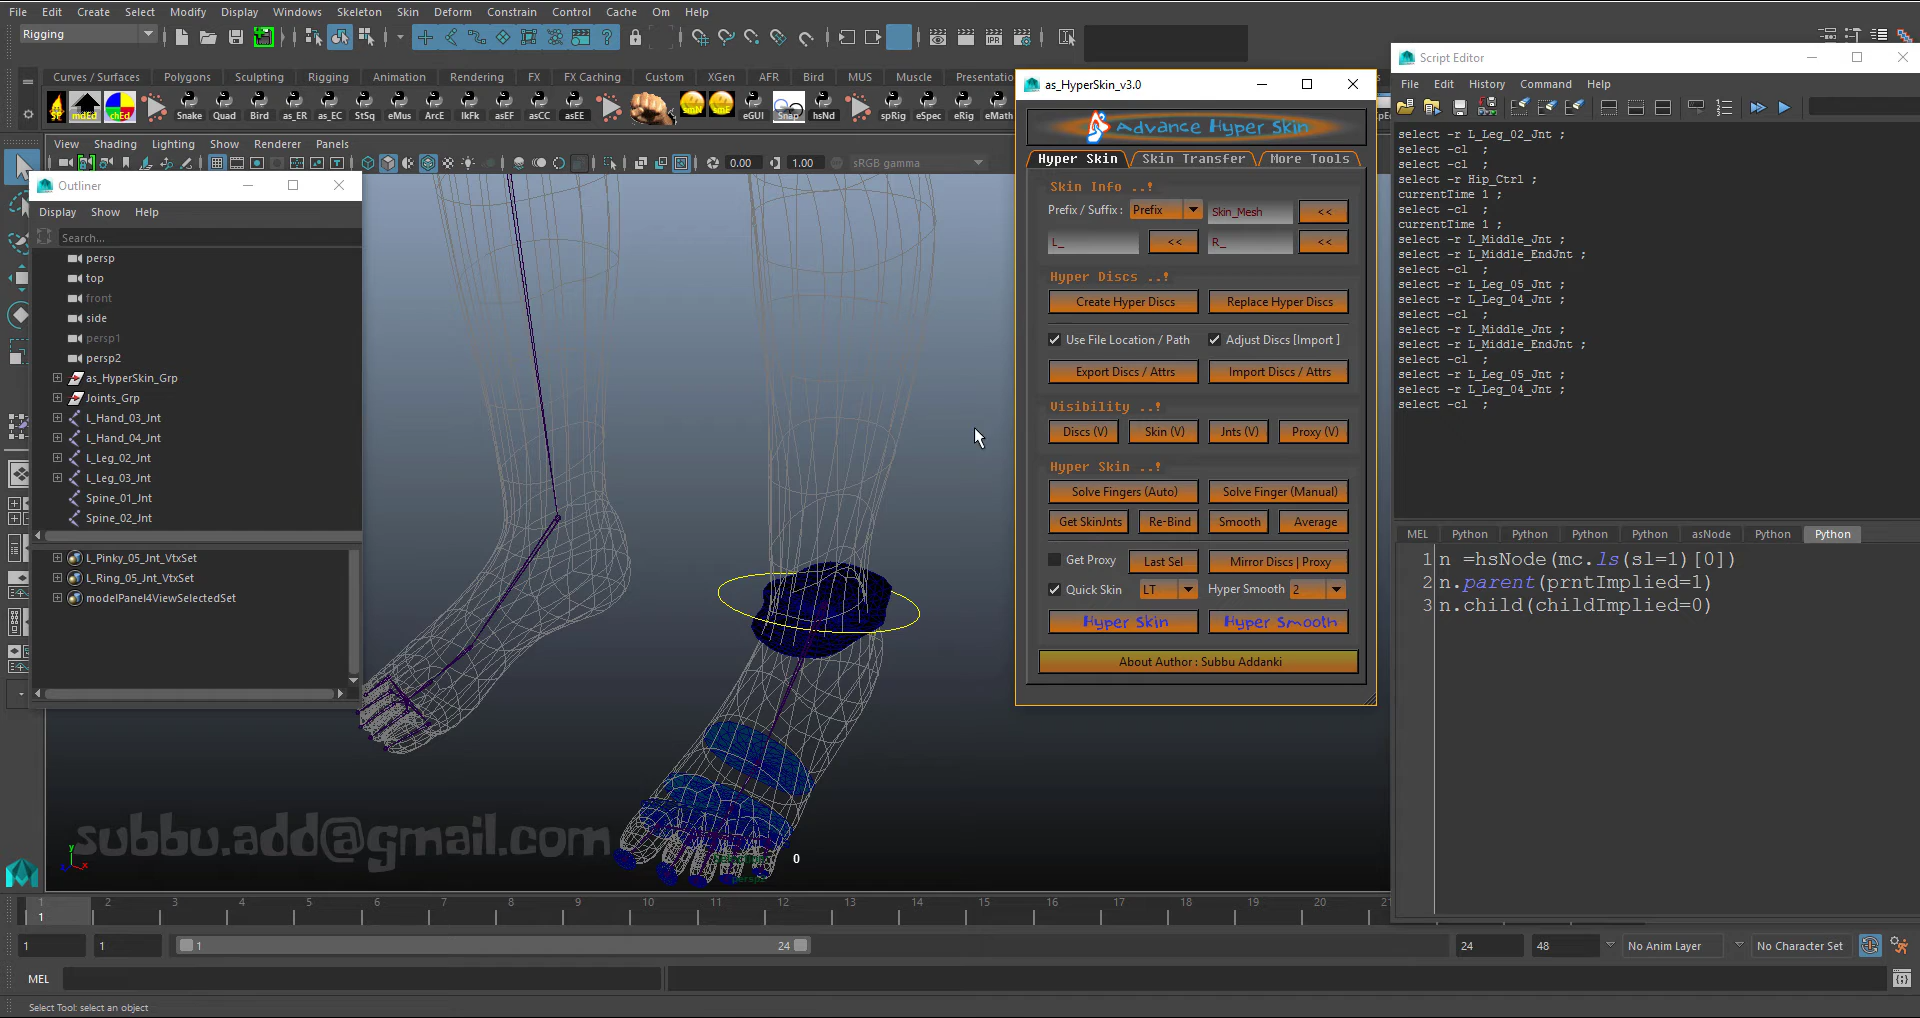 File Edit Create Select Modify Display Windows Skeleton Skin Deform Constrain Control Cache Om Help
Rigging
IPR
Curves / Surfaces Polygons Sculpting Rigging Animation Rendering FX FX Caching Custom XGen AFR Bird MUS Muscle Presentatio
mdEd chEd Snake Quad Bird as_ER as_EC StSq eMus ArcE IkFk asEF asCC asEE eGUI Snap hsNd spRig eSpec eRig eMath
View Shading Lighting Show Renderer Panels
0.00 1.00 sRGB gamma
Outliner
Display Show Help
Search...
persp
top
front
side
persp1
persp2
as_HyperSkin_Grp
Joints_Grp
L_Hand_03_Jnt
L_Hand_04_Jnt
L_Leg_02_Jnt
L_Leg_03_Jnt
Spine_01_Jnt
Spine_02_Jnt
L_Pinky_05_Jnt_VtxSet
L_Ring_05_Jnt_VtxSet
modelPanel4ViewSelectedSet
subbu.add@gmail.com
0
y
x
as_HyperSkin_v3.0
Advance Hyper Skin
Hyper Skin Skin Transfer More Tools
Skin Info ..!
Prefix / Suffix : Prefix Skin_Mesh <<
L_ << R_ <<
Hyper Discs ..!
Create Hyper Discs Replace Hyper Discs
Use File Location / Path Adjust Discs [Import ]
Export Discs / Attrs Import Discs / Attrs
Visibility ..!
Discs (V) Skin (V) Jnts (V) Proxy (V)
Hyper Skin ..!
Solve Fingers (Auto) Solve Finger (Manual)
Get SkinJnts Re-Bind Smooth Average
Get Proxy Last Sel Mirror Discs | Proxy
Quick Skin LT Hyper Smooth 2
Hyper Skin Hyper Smooth
About Author : Subbu Addanki
Script Editor
File Edit History Command Help
select -r L_Leg_02_Jnt ;
select -cl  ;
select -cl  ;
select -r Hip_Ctrl ;
currentTime 1 ;
select -cl  ;
currentTime 1 ;
select -r L_Middle_Jnt ;
select -r L_Middle_EndJnt ;
select -cl  ;
select -r L_Leg_05_Jnt ;
select -r L_Leg_04_Jnt ;
select -cl  ;
select -r L_Middle_Jnt ;
select -r L_Middle_EndJnt ;
select -cl  ;
select -r L_Leg_05_Jnt ;
select -r L_Leg_04_Jnt ;
select -cl  ;
MEL Python Python Python Python asNode Python Python
1 n =hsNode(mc.ls(sl=1)[0])
2 n.parent(prntImplied=1)
3 n.child(childImplied=0)
1 2 3 4 5 6 7 8 9 10 11 12 13 14 15 16 17 18 19 20
1
1 1 1 24 24 48 No Anim Layer No Character Set
MEL
Select Tool: select an object